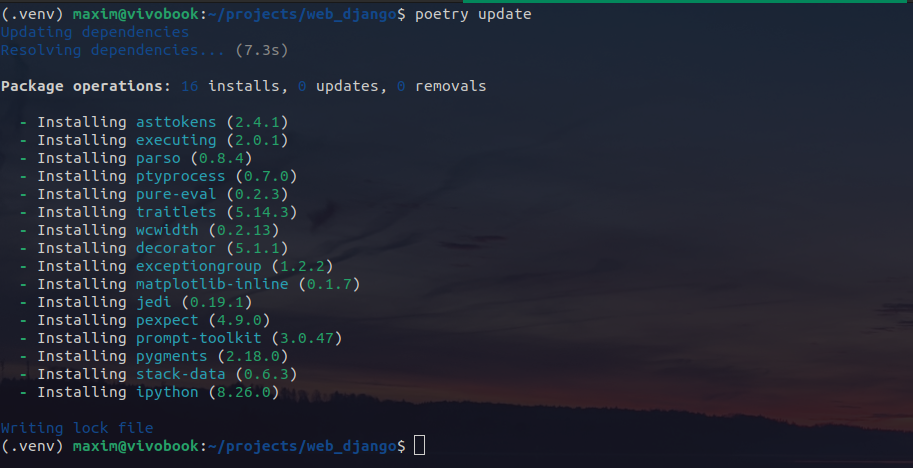 (.venv) maxim@vivobook:~/projects/web_django$ poetry update
Updating dependencies
Resolving dependencies... (7.3s)
Package operations: 16 installs, 0 updates, 0 removals
- Installing asttokens (2.4.1)
- Installing executing (2.0.1)
- Installing parso (0.8.4)
- Installing ptyprocess (0.7.0)
- Installing pure-eval (0.2.3)
- Installing traitlets (5.14.3)
- Installing wcwidth (0.2.13)
- Installing decorator (5.1.1)
- Installing exceptiongroup (1.2.2)
- Installing matplotlib-inline (0.1.7)
- Installing jedi (0.19.1)
- Installing pexpect (4.9.0)
- Installing prompt-toolkit (3.0.47)
- Installing pygments (2.18.0)
- Installing stack-data (0.6.3)
- Installing ipython (8.26.0)
Writing lock file
(.venv) maxim@vivobook:~/projects/web_django$